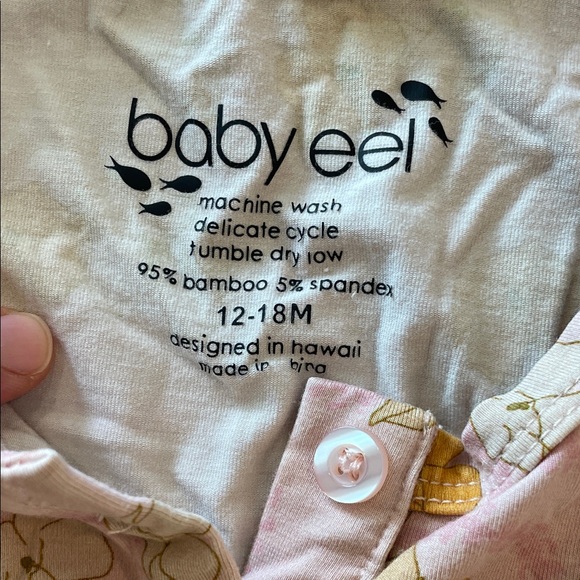 baby eel
machine wash
delicate cycle
tumble dry low
95% bamboo 5% spandex
12-18M
designed in hawaii
made in